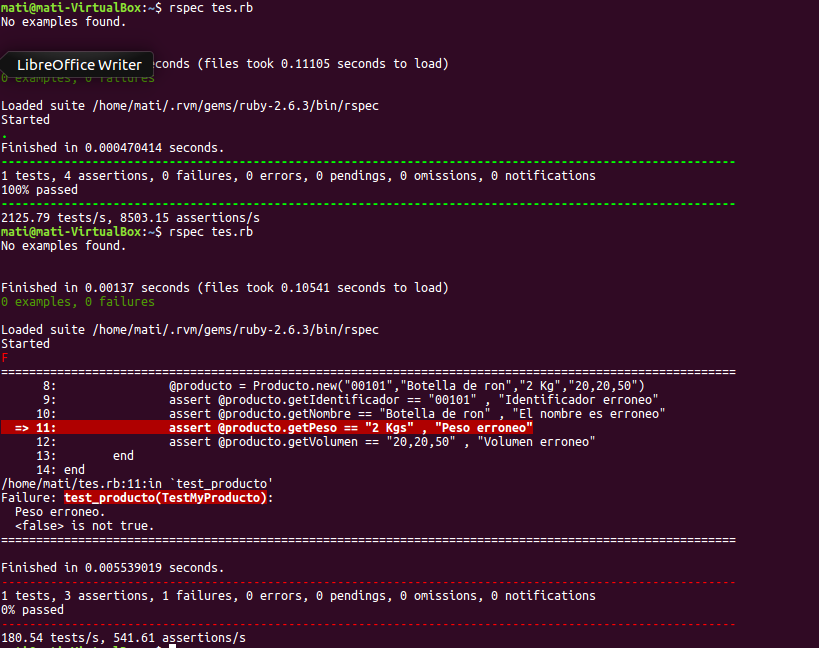 mati@mati-VirtualBox:~$ rspec tes.rb
No examples found.
LibreOffice Writer
conds (files took 0.11105 seconds to load)
0 examples, 0 failures
Loaded suite /home/mati/.rvm/gems/ruby-2.6.3/bin/rspec
Started
.
Finished in 0.000470414 seconds.
---------------------------------------------------------------------------------------------------------
1 tests, 4 assertions, 0 failures, 0 errors, 0 pendings, 0 omissions, 0 notifications
100% passed
---------------------------------------------------------------------------------------------------------
2125.79 tests/s, 8503.15 assertions/s
mati@mati-VirtualBox:~$ rspec tes.rb
No examples found.
Finished in 0.00137 seconds (files took 0.10541 seconds to load)
0 examples, 0 failures
Loaded suite /home/mati/.rvm/gems/ruby-2.6.3/bin/rspec
Started
F
=========================================================================================================
8: @producto = Producto.new("00101","Botella de ron","2 Kg","20,20,50")
9: assert @producto.getIdentificador == "00101" , "Identificador erroneo"
10: assert @producto.getNombre == "Botella de ron" , "El nombre es erroneo"
=> 11: assert @producto.getPeso == "2 Kgs" , "Peso erroneo"
12: assert @producto.getVolumen == "20,20,50" , "Volumen erroneo"
13: end
14: end
/home/mati/tes.rb:11:in `test_producto'
Failure: test_producto(TestMyProducto):
Peso erroneo.
<false> is not true.
=========================================================================================================
Finished in 0.005539019 seconds.
---------------------------------------------------------------------------------------------------------
1 tests, 3 assertions, 1 failures, 0 errors, 0 pendings, 0 omissions, 0 notifications
0% passed
---------------------------------------------------------------------------------------------------------
180.54 tests/s, 541.61 assertions/s